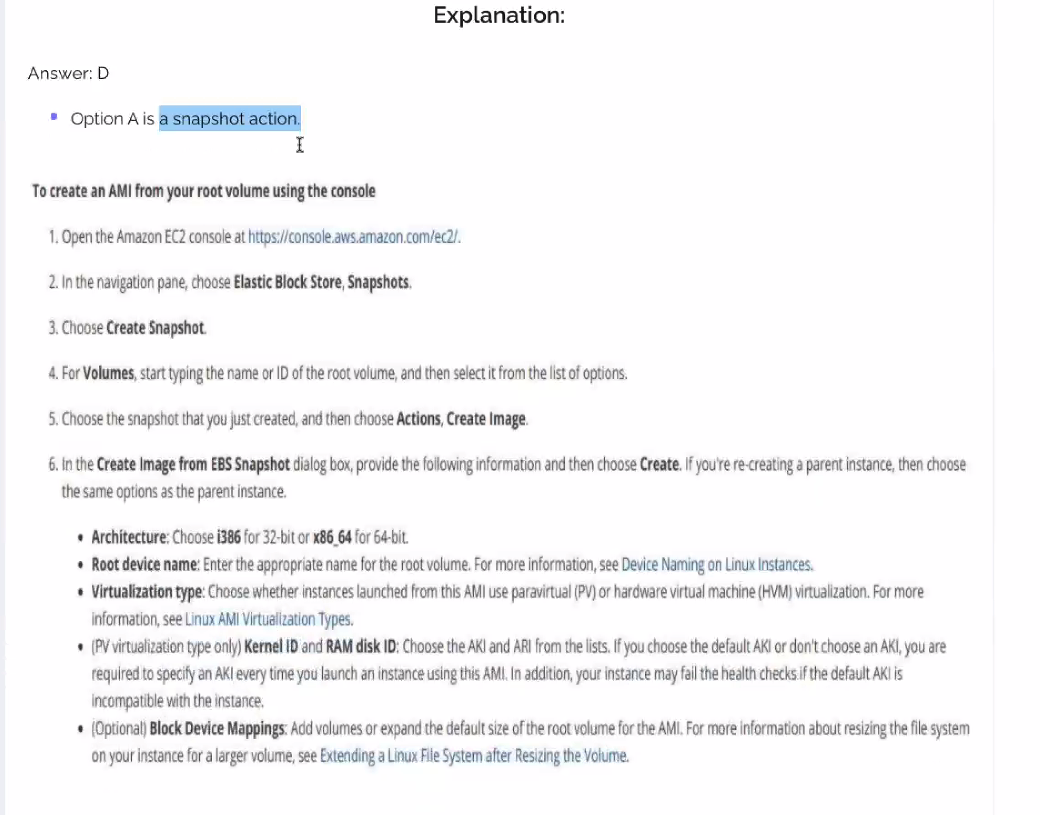 Explanation:
Answer: D
Option A is a snapshot action.
To create an AMI from your root volume using the console
1. Open the Amazon EC2 console at https://console.aws.amazon.com/ec2/.
2. In the navigation pane, choose Elastic Block Store, Snapshots.
3. Choose Create Snapshot.
4. For Volumes, start typing the name or ID of the root volume, and then select it from the list of options.
5. Choose the snapshot that you just created, and then choose Actions, Create Image.
6. In the Create Image from EBS Snapshot dialog box, provide the following information and then choose Create. If you're re-creating a parent instance, then choose
the same options as the parent instance.
• Architecture: Choose i386 for 32-bit or x86_64 for 64-bit.
• Root device name: Enter the appropriate name for the root volume. For more information, see Device Naming on Linux Instances.
• Virtualization type: Choose whether instances launched from this AMI use paravirtual (PV) or hardware virtual machine (HVM) virtualization. For more
information, see Linux AMI Virtualization Types.
• (PV virtualization type only) Kernel ID and RAM disk ID: Choose the AKI and ARI from the lists. If you choose the default AKI or don't choose an AKI, you are
required to specify an AKI every time you launch an instance using this AMI. In addition, your instance may fail the health checks if the default AKI is
incompatible with the instance.
• (Optional) Block Device Mappings: Add volumes or expand the default size of the root volume for the AMI. For more information about resizing the file system
on your instance for a larger volume, see Extending a Linux File System after Resizing the Volume.